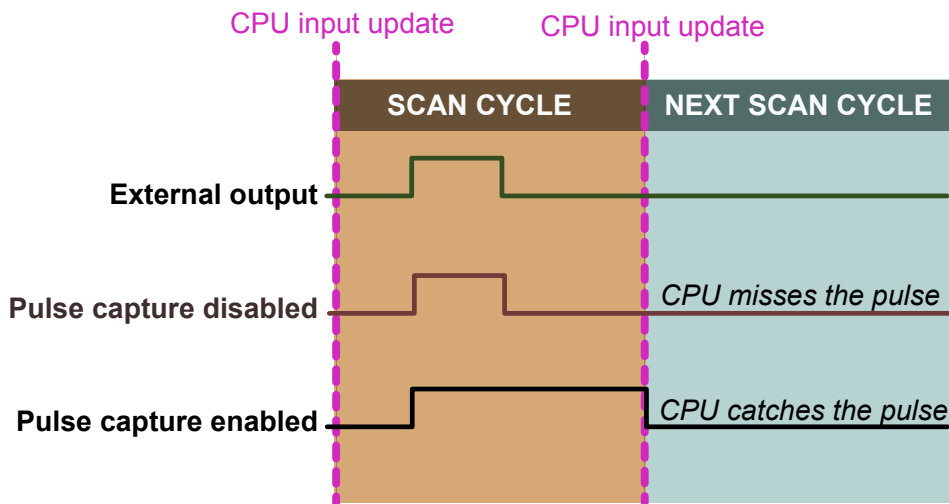 CPU input update
CPU input update
SCAN CYCLE
NEXT SCAN CYCLE
External output
Pulse capture disabled
CPU misses the pulse
Pulse capture enabled
CPU catches the pulse